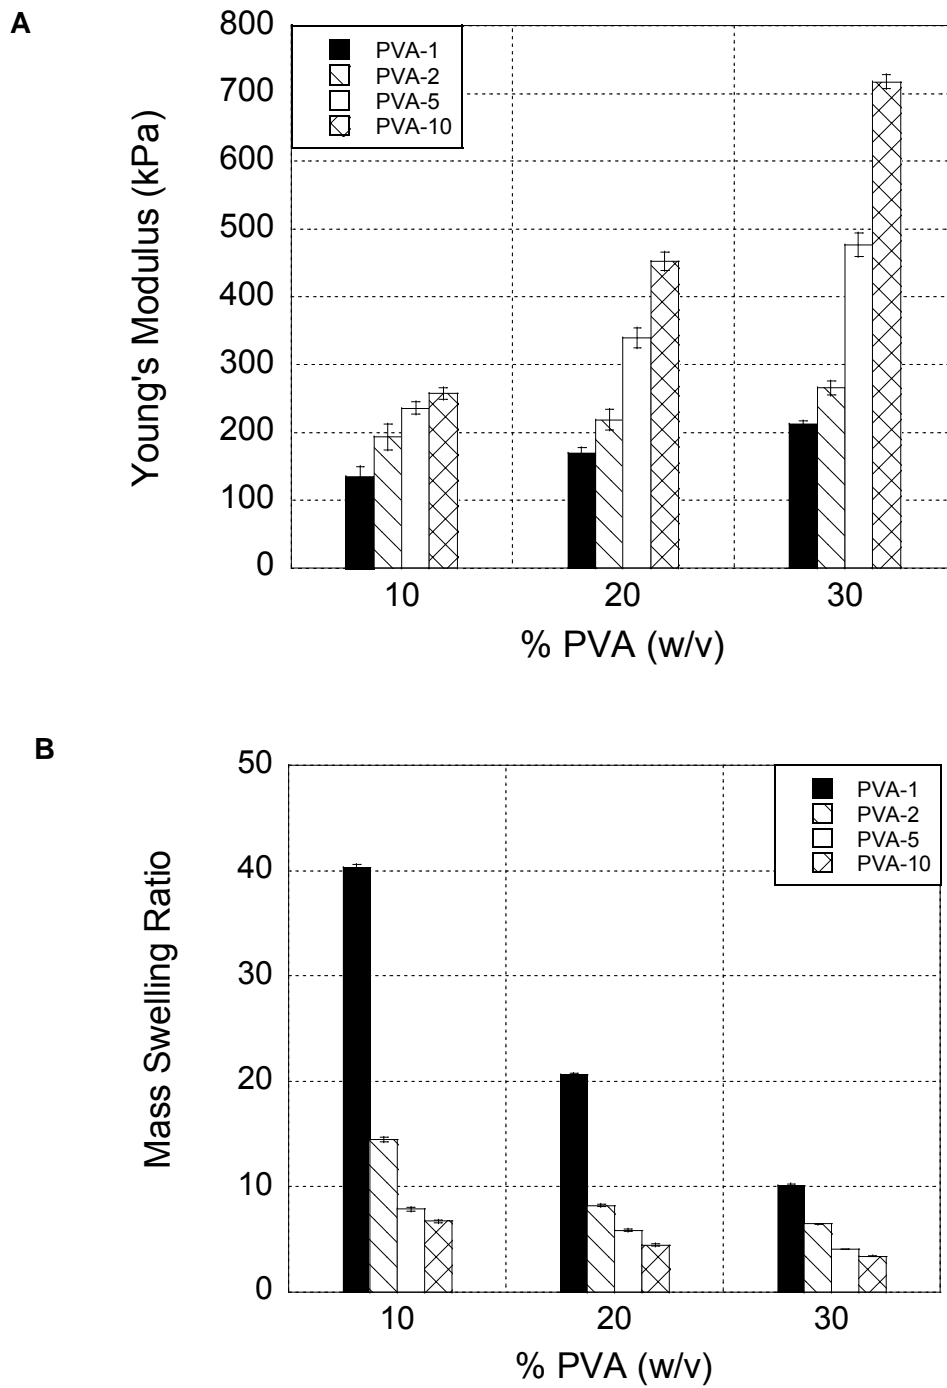 A
800
700
600
500
400
300
200
100
0
Young's Modulus (kPa)
PVA-1
PVA-2
PVA-5
PVA-10
10 20 30
% PVA (w/v)
B
50
40
30
20
10
0
Mass Swelling Ratio
PVA-1
PVA-2
PVA-5
PVA-10
10 20 30
% PVA (w/v)